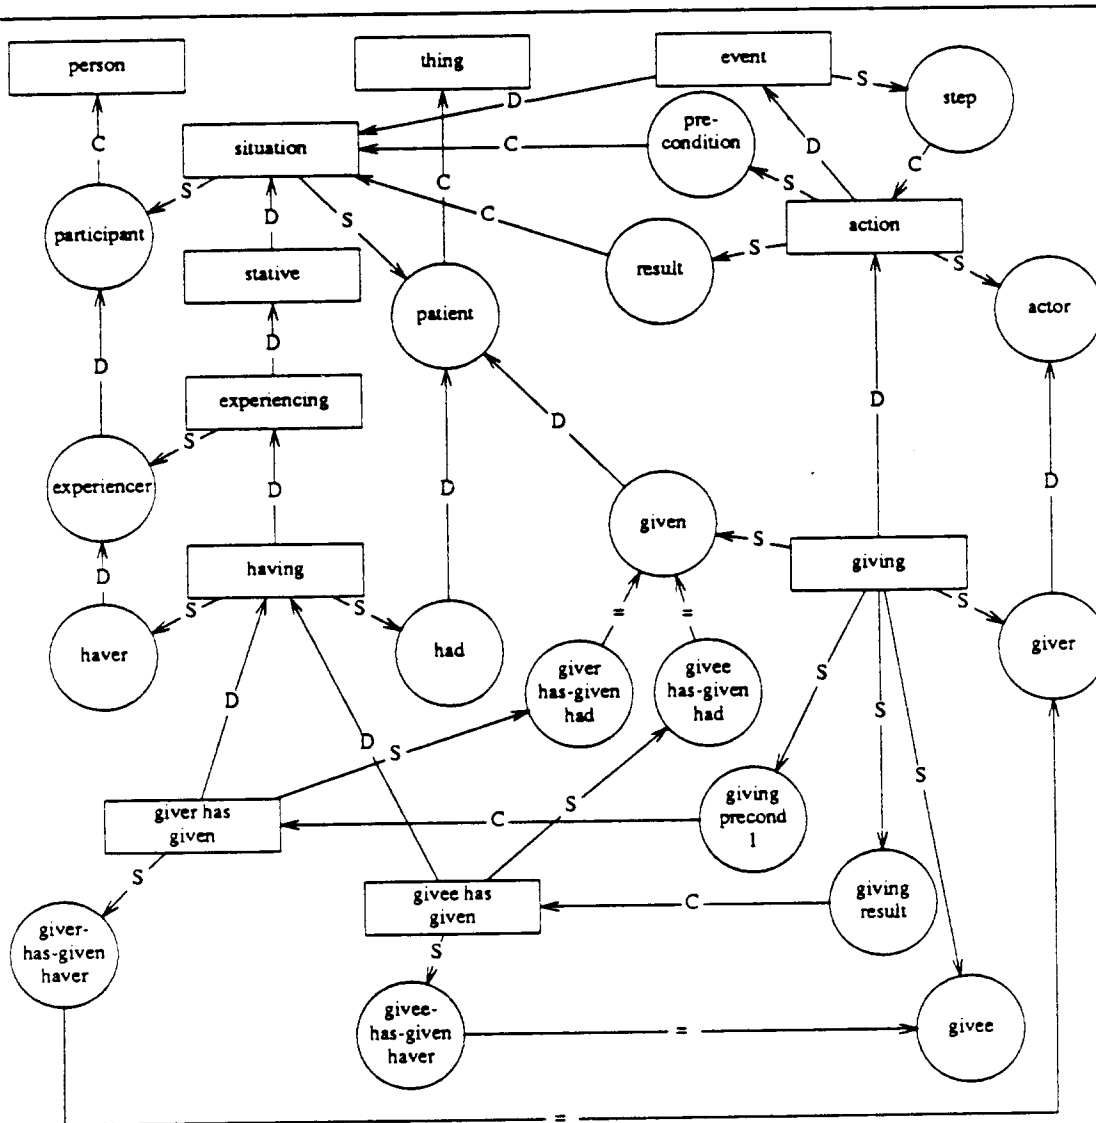 person
thing
event
step
pre-
condition
situation
participant
action
result
stative
patient
actor
experiencing
experiencer
given
having
giving
haver
had
giver
has-given
had
givee
has-given
had
giver
giver has
given
giving
precond
1
givee has
given
giving
result
giver-
has-given
haver
givee-
has-given
haver
givee
D
S
C
D
C
S
C
S
D
C
S
C
S
S
S
D
D
D
S
D
D
D
D
D
S
D
S
S
S
=
=
S
S
D
S
D
S
S
S
C
S
C
S
=
=